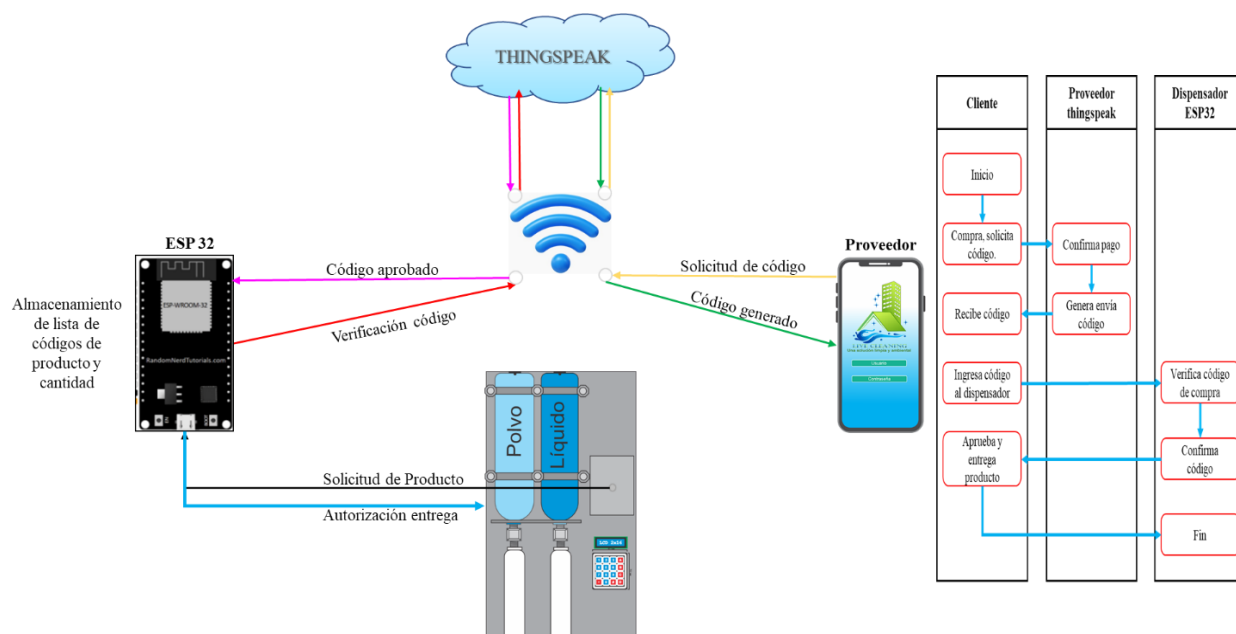 THINGSPEAK
ESP 32
ESP-WROOM-32
RandomNerdTutorials.com
EN
Almacenamiento
de lista de
códigos de
producto y
cantidad
Código aprobado
Verificación código
Solicitud de código
Código generado
Proveedor
Usuario
Contraseña
Solicitud de Producto
Autorización entrega
Polvo
Líquido
Cliente
Proveedor
thingspeak
Dispensador
ESP32
Inicio
Compra, solicita
código.
Confirma pago
Recibe código
Genera envía
código
Ingresa código
al dispensador
Verifica código
de compra
Aprueba y
entrega
producto
Confirma
código
Fin